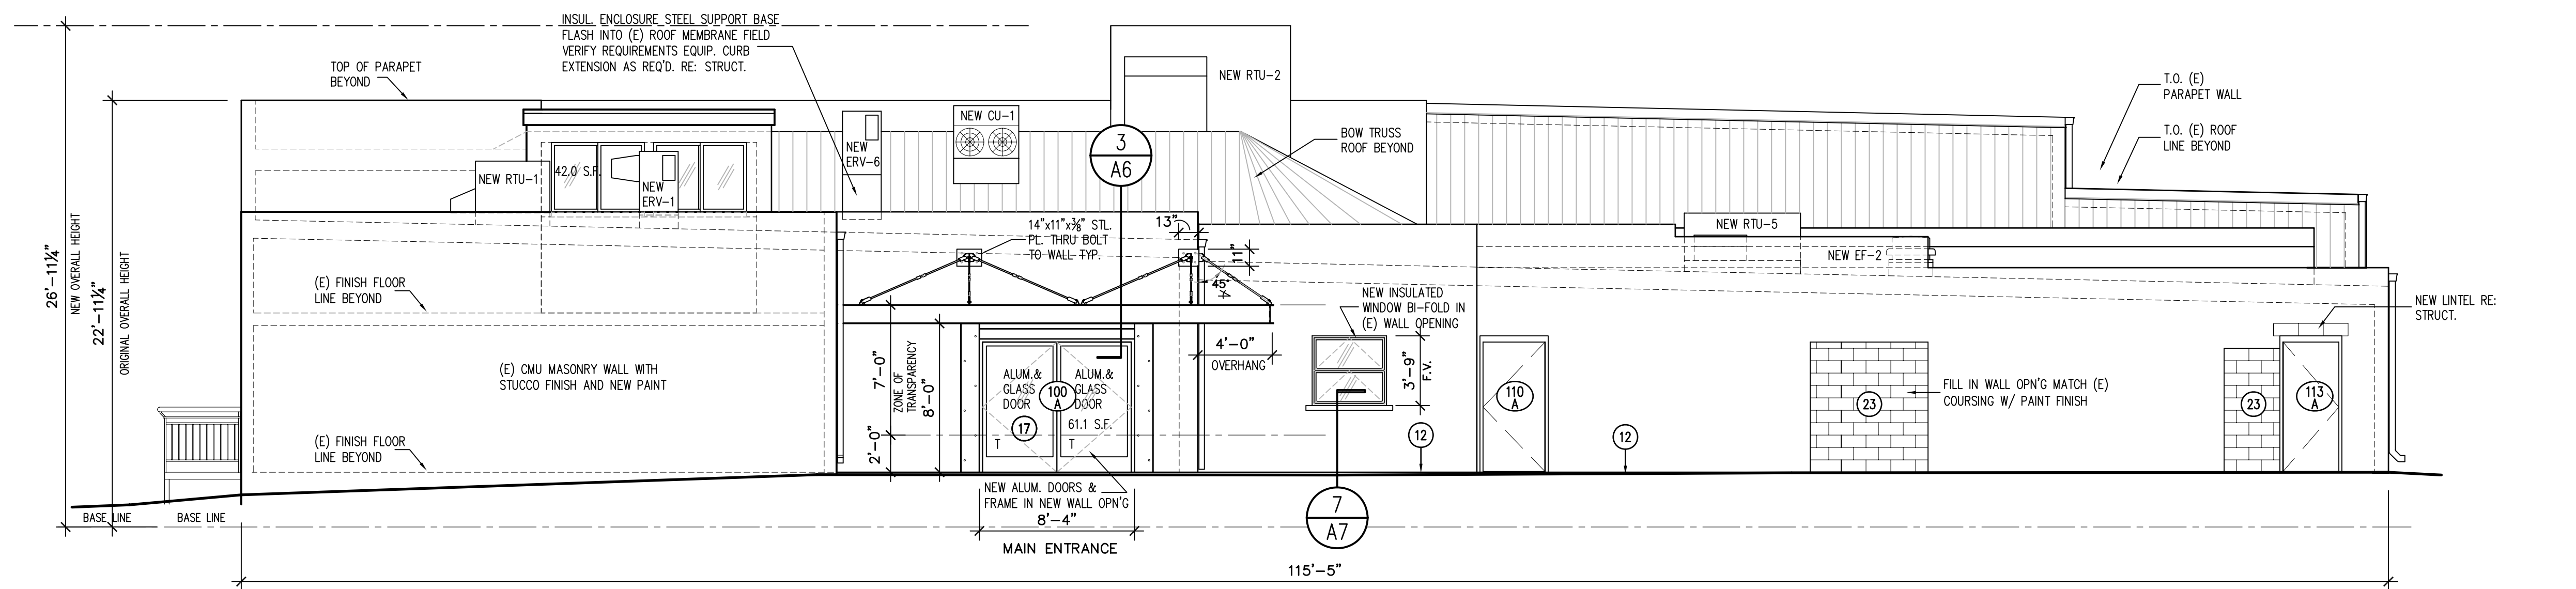 INSUL. ENCLOSURE STEEL SUPPORT BASE
FLASH INTO (E) ROOF MEMBRANE FIELD
VERIFY REQUIREMENTS EQUIP. CURB
EXTENSION AS REQ'D. RE: STRUCT.
TOP OF PARAPET
BEYOND
NEW RTU-2
T.O. (E)
PARAPET WALL
T.O. (E) ROOF
LINE BEYOND
NEW CU-1
3
A6
BOW TRUSS
ROOF BEYOND
NEW
ERV-6
NEW RTU-1
42.0 S.F.
NEW
ERV-1
26'-11¼"
NEW OVERALL HEIGHT
22'-11¼"
ORIGINAL OVERALL HEIGHT
14"x11"x⅜" STL.
PL. THRU BOLT
TO WALL TYP.
13"
11"
45°
NEW RTU-5
NEW EF-2
(E) FINISH FLOOR
LINE BEYOND
NEW INSULATED
WINDOW BI-FOLD IN
(E) WALL OPENING
NEW LINTEL RE:
STRUCT.
(E) CMU MASONRY WALL WITH
STUCCO FINISH AND NEW PAINT
7'-0"
ZONE OF
TRANSPARENCY
8'-0"
2'-0"
ALUM.&
GLASS
DOOR
100
A
ALUM.&
GLASS
DOOR
17
61.1 S.F.
T
T
4'-0"
OVERHANG
3'-9"
F.V.
110
A
23
FILL IN WALL OPN'G MATCH (E)
COURSING W/ PAINT FINISH
23
113
A
12
12
(E) FINISH FLOOR
LINE BEYOND
NEW ALUM. DOORS &
FRAME IN NEW WALL OPN'G
8'-4"
MAIN ENTRANCE
7
A7
BASE LINE
BASE LINE
115'-5"